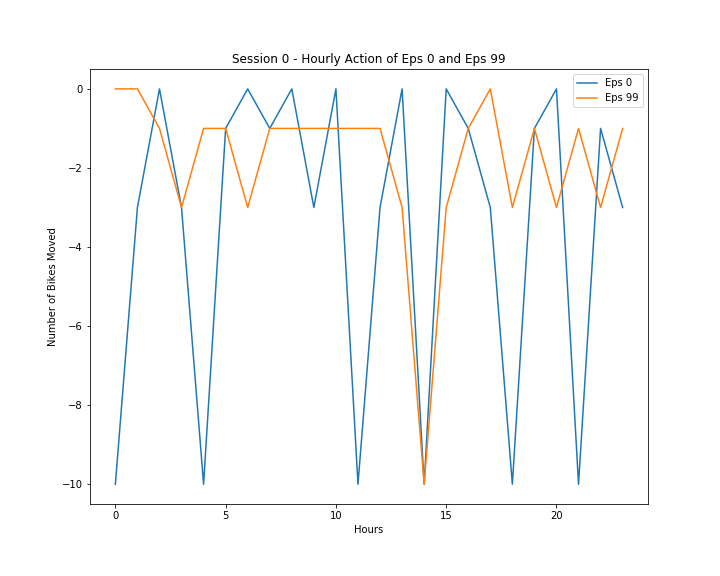 Session 0 - Hourly Action of Eps 0 and Eps 99
Eps 0
Eps 99
Number of Bikes Moved
0
−2
−4
−6
−8
−10
0
5
10
15
20
Hours